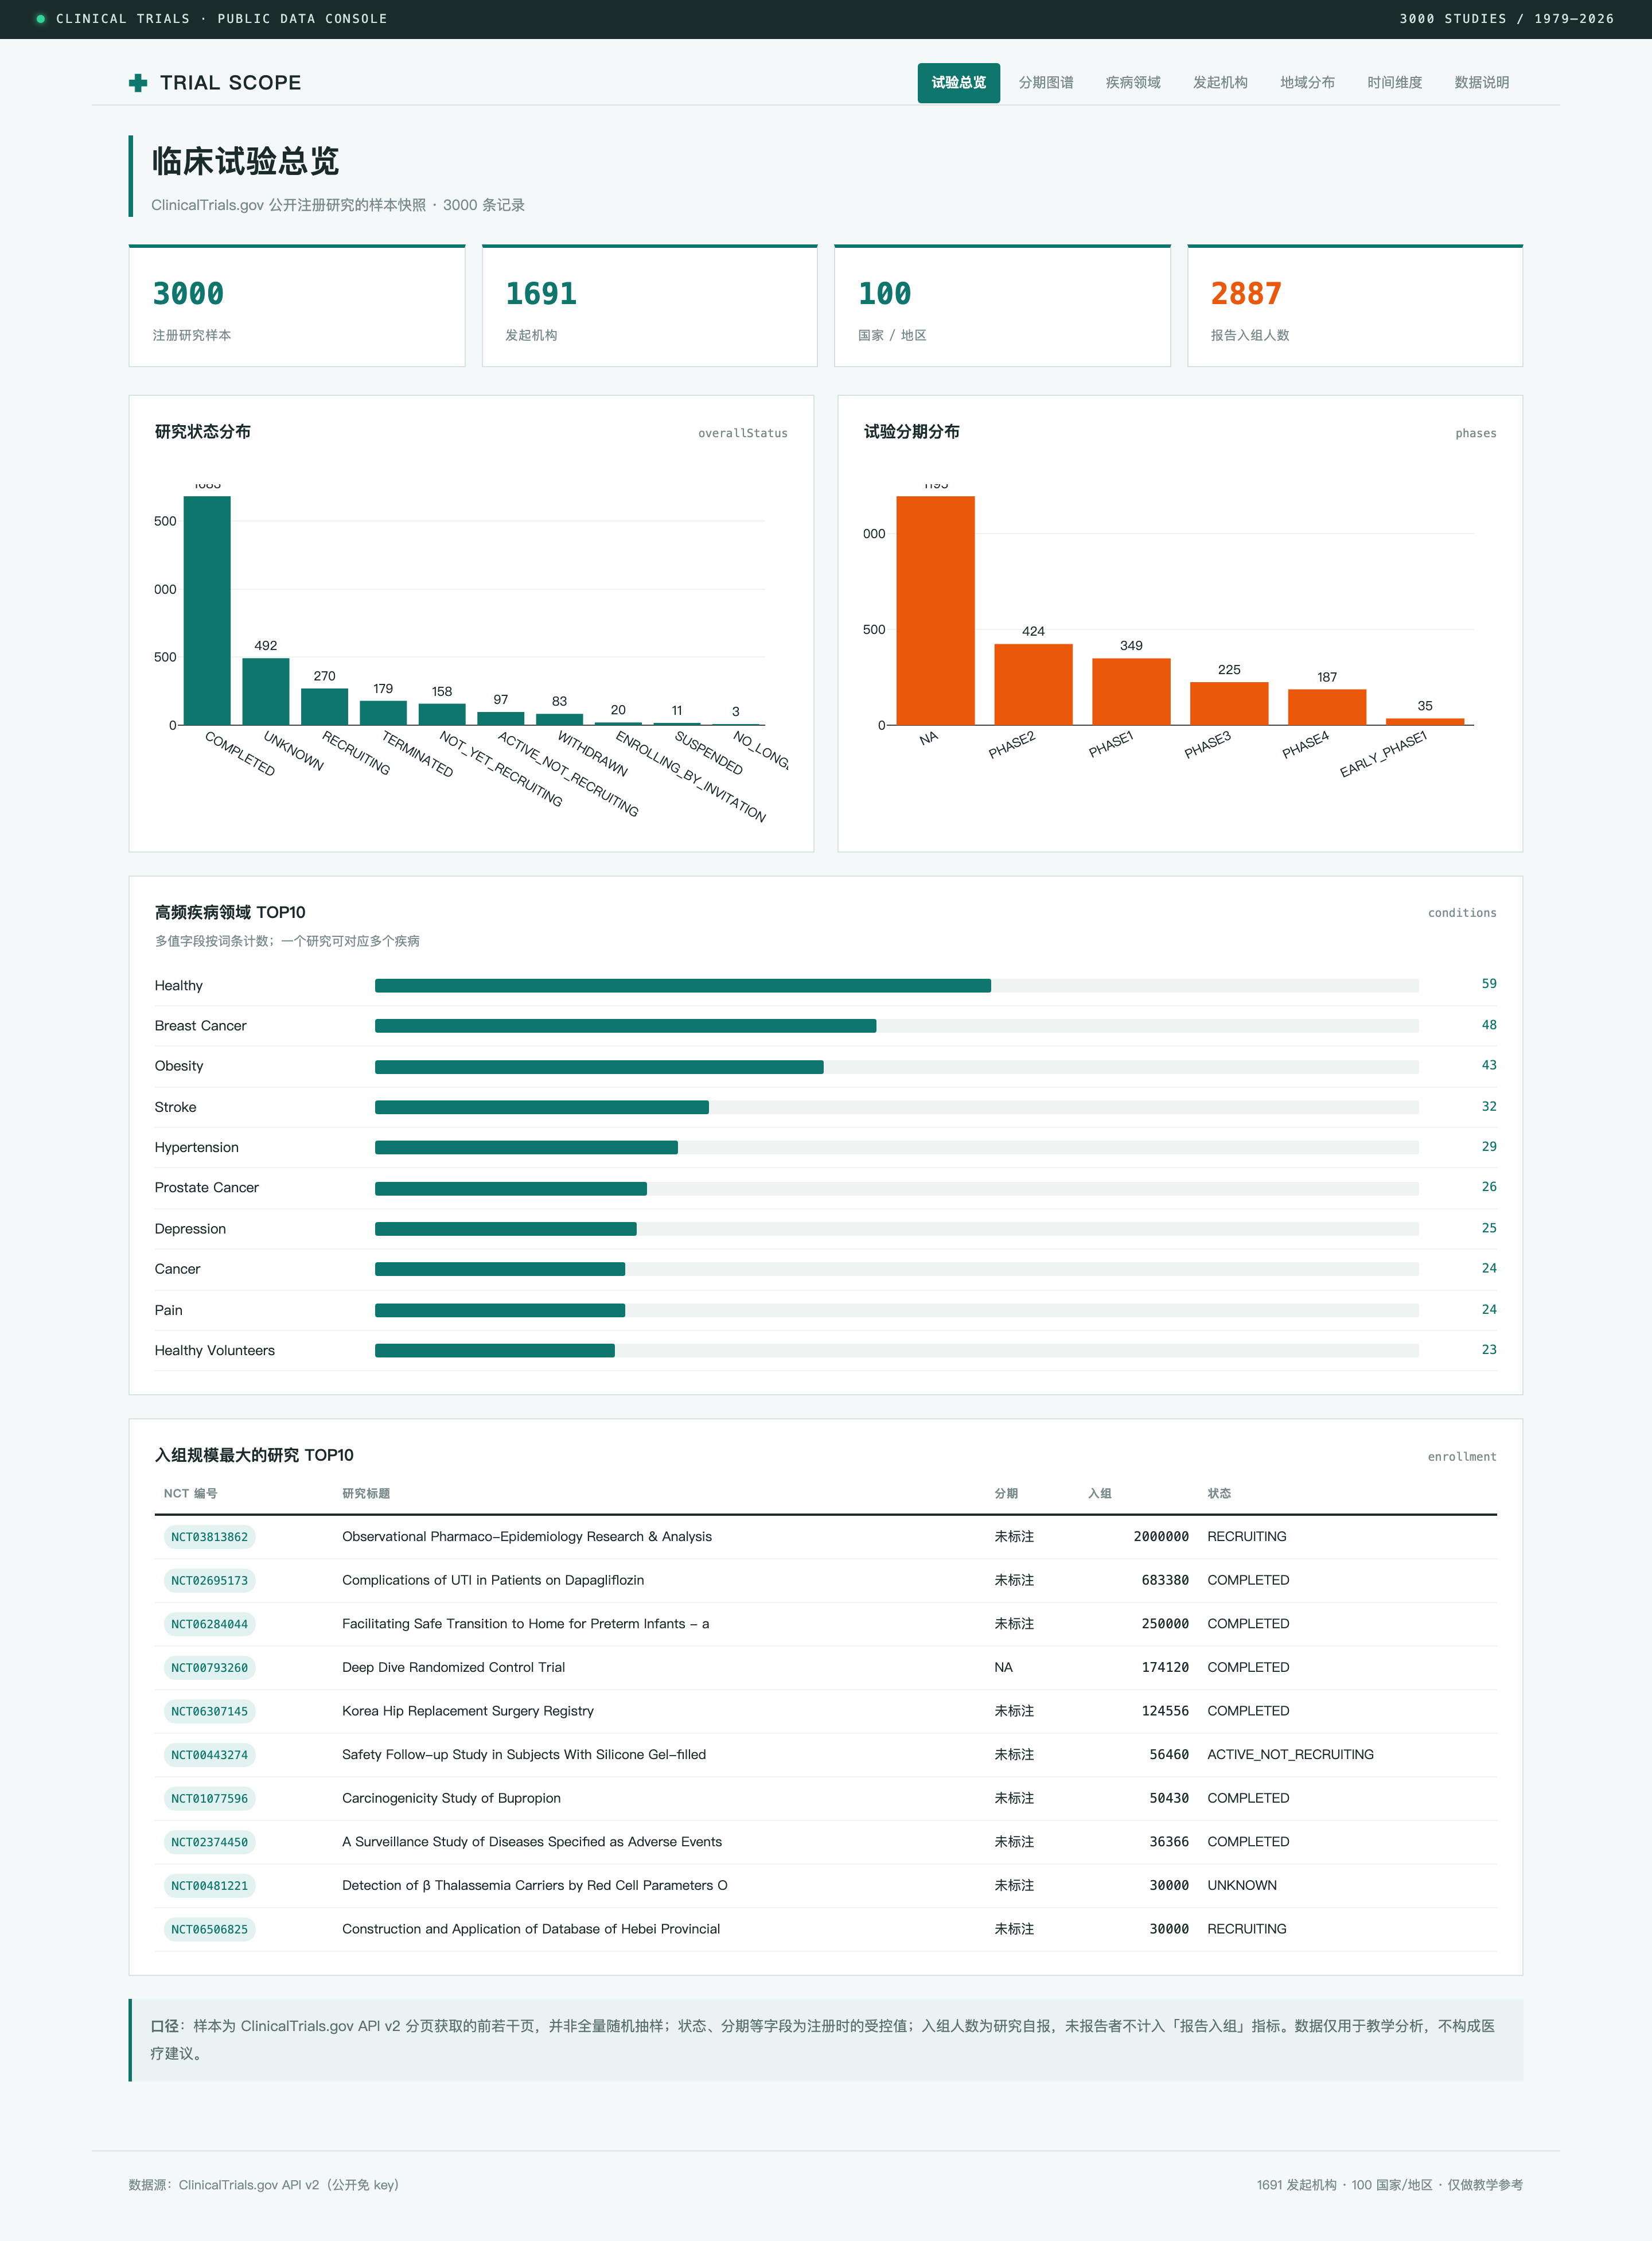 CLINICAL TRIALS · PUBLIC DATA CONSOLE
3000 STUDIES / 1979–2026
TRIAL SCOPE
试验总览
分期图谱
疾病领域
发起机构
地域分布
时间维度
数据说明
临床试验总览
ClinicalTrials.gov 公开注册研究的样本快照 · 3000 条记录
3000
注册研究样本
1691
发起机构
100
国家 / 地区
2887
报告入组人数
研究状态分布
overallStatus
500
000
500
0
492
270
179
158
97
83
20
11
3
COMPLETED
UNKNOWN
RECRUITING
TERMINATED
NOT_YET_RECRUITING
ACTIVE_NOT_RECRUITING
WITHDRAWN
ENROLLING_BY_INVITATION
SUSPENDED
NO_LONG
试验分期分布
phases
000
500
0
424
349
225
187
35
NA
PHASE2
PHASE1
PHASE3
PHASE4
EARLY_PHASE1
高频疾病领域 TOP10
conditions
多值字段按词条计数；一个研究可对应多个疾病
Healthy 59
Breast Cancer 48
Obesity 43
Stroke 32
Hypertension 29
Prostate Cancer 26
Depression 25
Cancer 24
Pain 24
Healthy Volunteers 23
入组规模最大的研究 TOP10
enrollment
NCT 编号 研究标题 分期 入组 状态
NCT03813862 Observational Pharmaco-Epidemiology Research & Analysis 未标注 2000000 RECRUITING
NCT02695173 Complications of UTI in Patients on Dapagliflozin 未标注 683380 COMPLETED
NCT06284044 Facilitating Safe Transition to Home for Preterm Infants - a 未标注 250000 COMPLETED
NCT00793260 Deep Dive Randomized Control Trial NA 174120 COMPLETED
NCT06307145 Korea Hip Replacement Surgery Registry 未标注 124556 COMPLETED
NCT00443274 Safety Follow-up Study in Subjects With Silicone Gel-filled 未标注 56460 ACTIVE_NOT_RECRUITING
NCT01077596 Carcinogenicity Study of Bupropion 未标注 50430 COMPLETED
NCT02374450 A Surveillance Study of Diseases Specified as Adverse Events 未标注 36366 COMPLETED
NCT00481221 Detection of β Thalassemia Carriers by Red Cell Parameters O 未标注 30000 UNKNOWN
NCT06506825 Construction and Application of Database of Hebei Provincial 未标注 30000 RECRUITING
口径：样本为 ClinicalTrials.gov API v2 分页获取的前若干页，并非全量随机抽样；状态、分期等字段为注册时的受控值；入组人数为研究自报，未报告者不计入「报告入组」指标。数据仅用于教学分析，不构成医
疗建议。
数据源：ClinicalTrials.gov API v2（公开免 key）
1691 发起机构 · 100 国家/地区 · 仅做教学参考